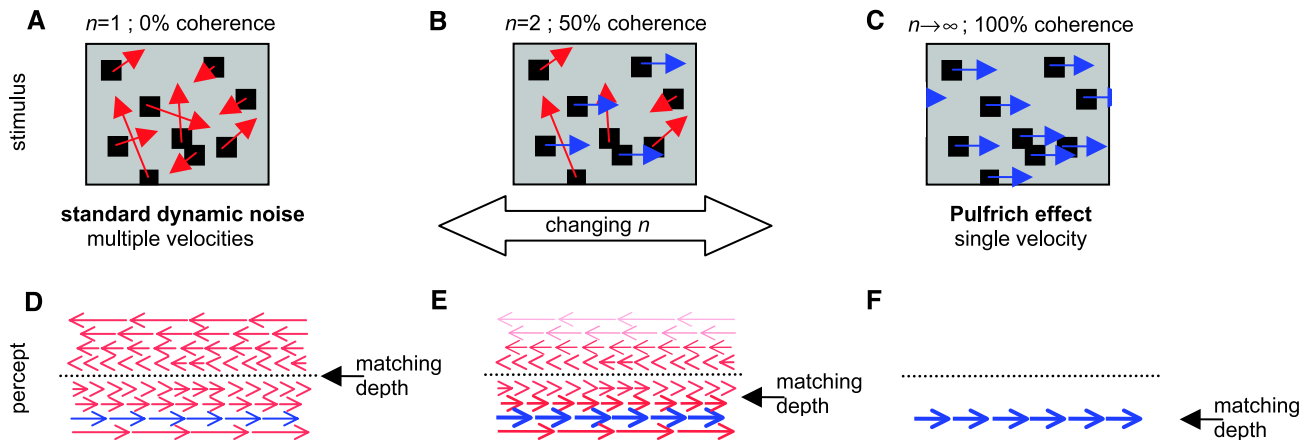 A
n=1 ; 0% coherence
B
n=2 ; 50% coherence
C
n→∞ ; 100% coherence
stimulus
standard dynamic noise
multiple velocities
changing n
Pulfrich effect
single velocity
D
E
F
percept
matching
depth
matching
depth
matching
depth